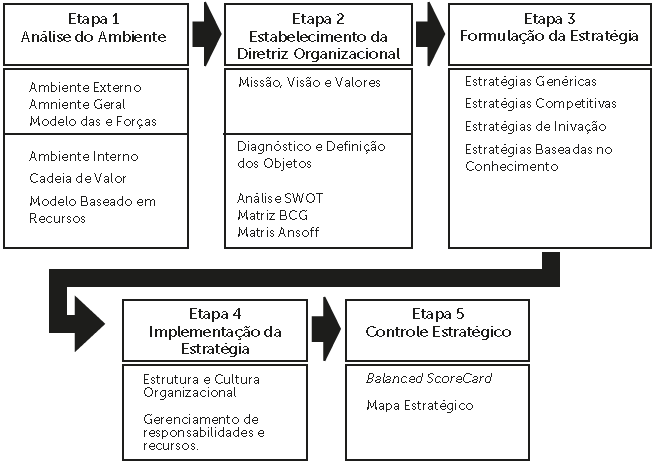 Etapa 1
Análise do Ambiente
Ambiente Externo
Amniente Geral
Modelo das e Forças
Ambiente Interno
Cadeia de Valor
Modelo Baseado em
Recursos
Etapa 2
Estabelecimento da
Diretriz Organizacional
Missão, Visão e Valores
Diagnóstico e Definição
dos Objetos
Análise SWOT
Matriz BCG
Matris Ansoff
Etapa 3
Formulação da Estratégia
Estratégias Genéricas
Estratégias Competitivas
Estratégias de Inivação
Estratégias Baseadas no
Conhecimento
Etapa 4
Implementação da
Estratégia
Estrutura e Cultura
Organizacional
Gerenciamento de
responsabilidades e
recursos.
Etapa 5
Controle Estratégico
Balanced ScoreCard
Mapa Estratégico